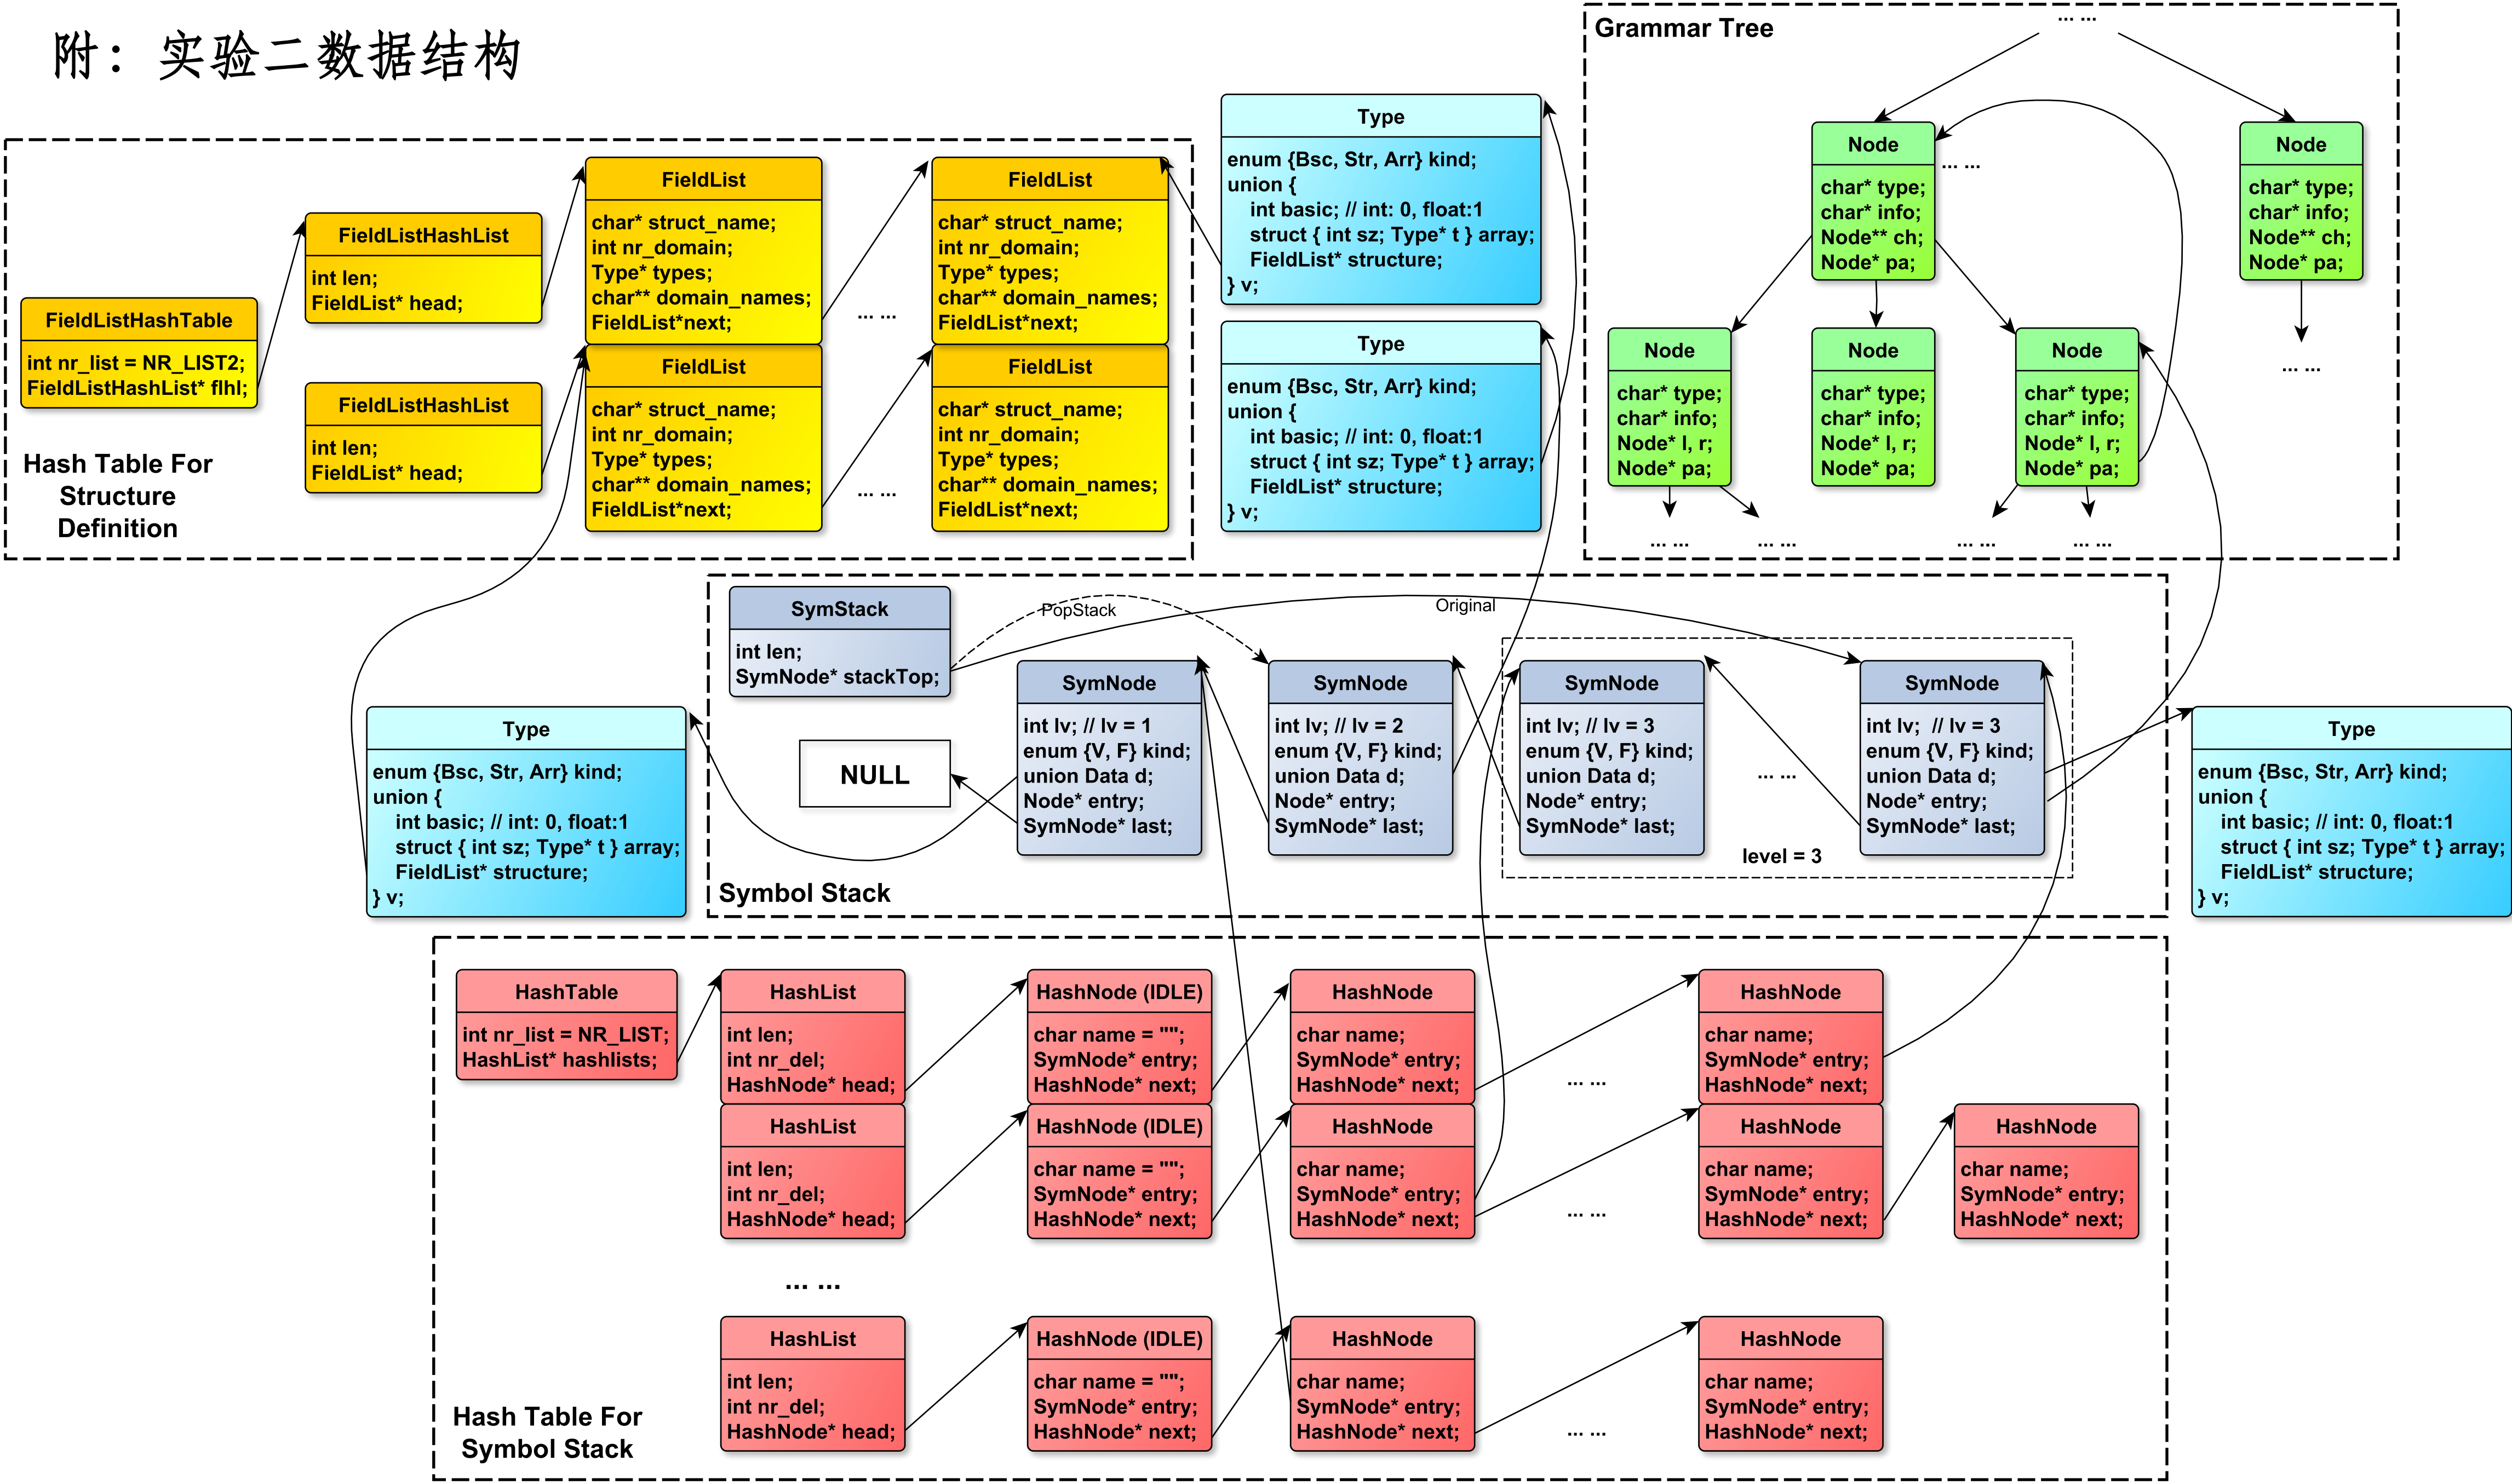 附：实验二数据结构
Hash Table For
Structure
Definition
FieldListHashTable
int nr_list = NR_LIST2;
FieldListHashList* flhl;
FieldListHashList
int len;
FieldList* head;
FieldListHashList
int len;
FieldList* head;
FieldList
char* struct_name;
int nr_domain;
Type* types;
char** domain_names;
FieldList*next;
... ...
FieldList
char* struct_name;
int nr_domain;
Type* types;
char** domain_names;
FieldList*next;
FieldList
char* struct_name;
int nr_domain;
Type* types;
char** domain_names;
FieldList*next;
... ...
FieldList
char* struct_name;
int nr_domain;
Type* types;
char** domain_names;
FieldList*next;
Type
enum {Bsc, Str, Arr} kind;
union {
int basic; // int: 0, float:1
struct { int sz; Type* t } array;
FieldList* structure;
} v;
Type
enum {Bsc, Str, Arr} kind;
union {
int basic; // int: 0, float:1
struct { int sz; Type* t } array;
FieldList* structure;
} v;
Grammar Tree
... ...
Node
char* type;
char* info;
Node** ch;
Node* pa;
... ...
Node
char* type;
char* info;
Node** ch;
Node* pa;
... ...
Node
char* type;
char* info;
Node* l, r;
Node* pa;
Node
char* type;
char* info;
Node* l, r;
Node* pa;
Node
char* type;
char* info;
Node* l, r;
Node* pa;
... ...
... ...
... ...
... ...
Symbol Stack
SymStack
int len;
SymNode* stackTop;
PopStack
Original
NULL
SymNode
int lv; // lv = 1
enum {V, F} kind;
union Data d;
Node* entry;
SymNode* last;
SymNode
int lv; // lv = 2
enum {V, F} kind;
union Data d;
Node* entry;
SymNode* last;
SymNode
int lv; // lv = 3
enum {V, F} kind;
union Data d;
Node* entry;
SymNode* last;
... ...
SymNode
int lv;  // lv = 3
enum {V, F} kind;
union Data d;
Node* entry;
SymNode* last;
level = 3
Type
enum {Bsc, Str, Arr} kind;
union {
int basic; // int: 0, float:1
struct { int sz; Type* t } array;
FieldList* structure;
} v;
Type
enum {Bsc, Str, Arr} kind;
union {
int basic; // int: 0, float:1
struct { int sz; Type* t } array;
FieldList* structure;
} v;
HashTable
int nr_list = NR_LIST;
HashList* hashlists;
HashList
int len;
int nr_del;
HashNode* head;
HashNode (IDLE)
char name = "";
SymNode* entry;
HashNode* next;
HashNode
char name;
SymNode* entry;
HashNode* next;
... ...
HashNode
char name;
SymNode* entry;
HashNode* next;
HashList
int len;
int nr_del;
HashNode* head;
HashNode (IDLE)
char name = "";
SymNode* entry;
HashNode* next;
HashNode
char name;
SymNode* entry;
HashNode* next;
... ...
HashNode
char name;
SymNode* entry;
HashNode* next;
HashNode
char name;
SymNode* entry;
HashNode* next;
... ...
HashList
int len;
int nr_del;
HashNode* head;
HashNode (IDLE)
char name = "";
SymNode* entry;
HashNode* next;
HashNode
char name;
SymNode* entry;
HashNode* next;
... ...
HashNode
char name;
SymNode* entry;
HashNode* next;
Hash Table For
Symbol Stack